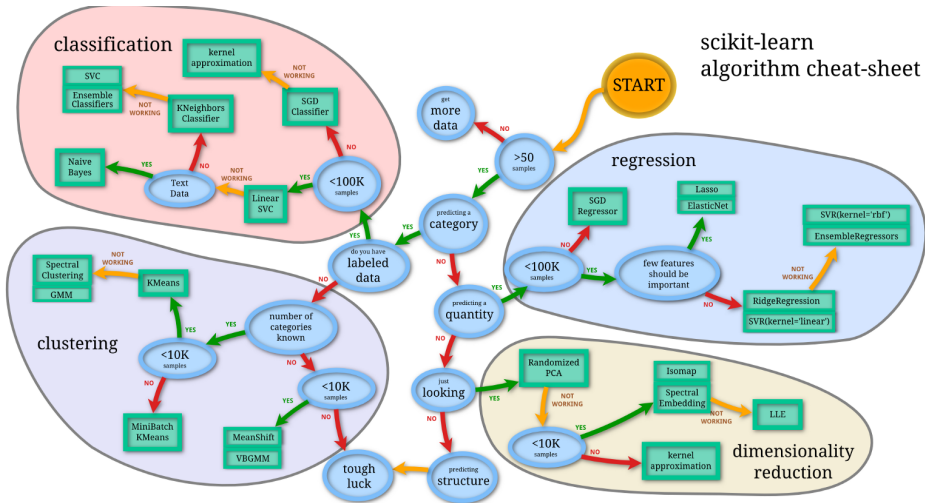 scikit-learn
algorithm cheat-sheet
START
classification
kernel
approximation
NOT
WORKING
SVC
Ensemble
Classifiers
NOT
WORKING
KNeighbors
Classifier
SGD
Classifier
NO
NO
YES
Naive
Bayes
Text
Data
NOT
WORKING
Linear
SVC
YES
<100K
samples
YES
get
more
data
NO
>50
samples
YES
predicting a
category
YES
do you have
labeled
data
NO
NO
predicting a
quantity
YES
NO
just
looking
YES
NO
predicting
structure
tough
luck
regression
SGD
Regressor
NO
<100K
samples
YES
few features
should be
important
YES
Lasso
ElasticNet
NO
RidgeRegression
SVR(kernel='linear')
NOT
WORKING
SVR(kernel='rbf')
EnsembleRegressors
clustering
Spectral
Clustering
GMM
NOT
WORKING
KMeans
YES
<10K
samples
YES
number of
categories
known
NO
NO
MiniBatch
KMeans
<10K
samples
YES
MeanShift
VBGMM
NO
dimensionality
reduction
Randomized
PCA
NOT
WORKING
<10K
samples
YES
Isomap
Spectral
Embedding
NOT
WORKING
LLE
NO
kernel
approximation